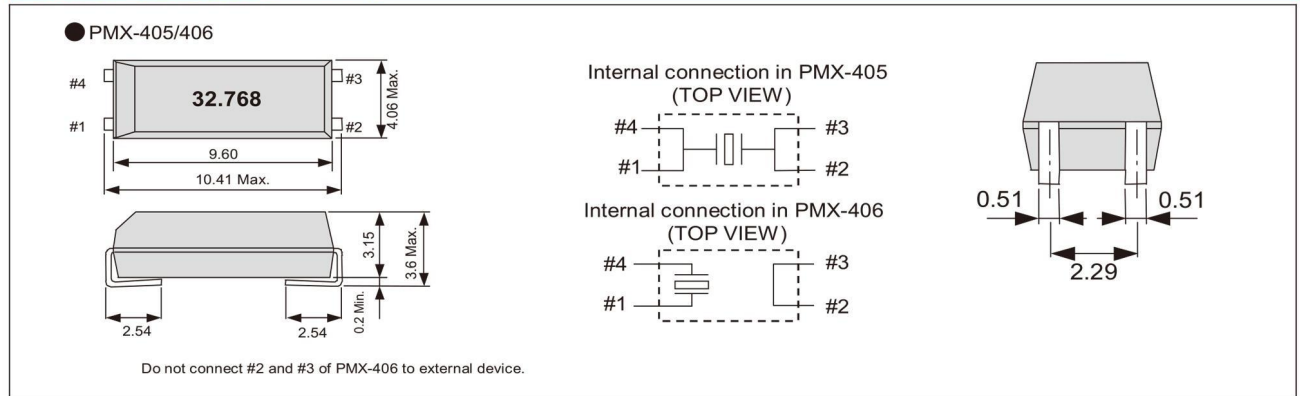 ● PMX-405/406
#4
#3
32.768
#1
#2
4.06 Max.
9.60
10.41 Max.
3.15
3.6 Max.
0.2 Min.
2.54
2.54
Do not connect #2 and #3 of PMX-406 to external device.
Internal connection in PMX-405
(TOP VIEW)
#4
#3
#1
#2
Internal connection in PMX-406
(TOP VIEW)
#4
#3
#1
#2
0.51
0.51
2.29